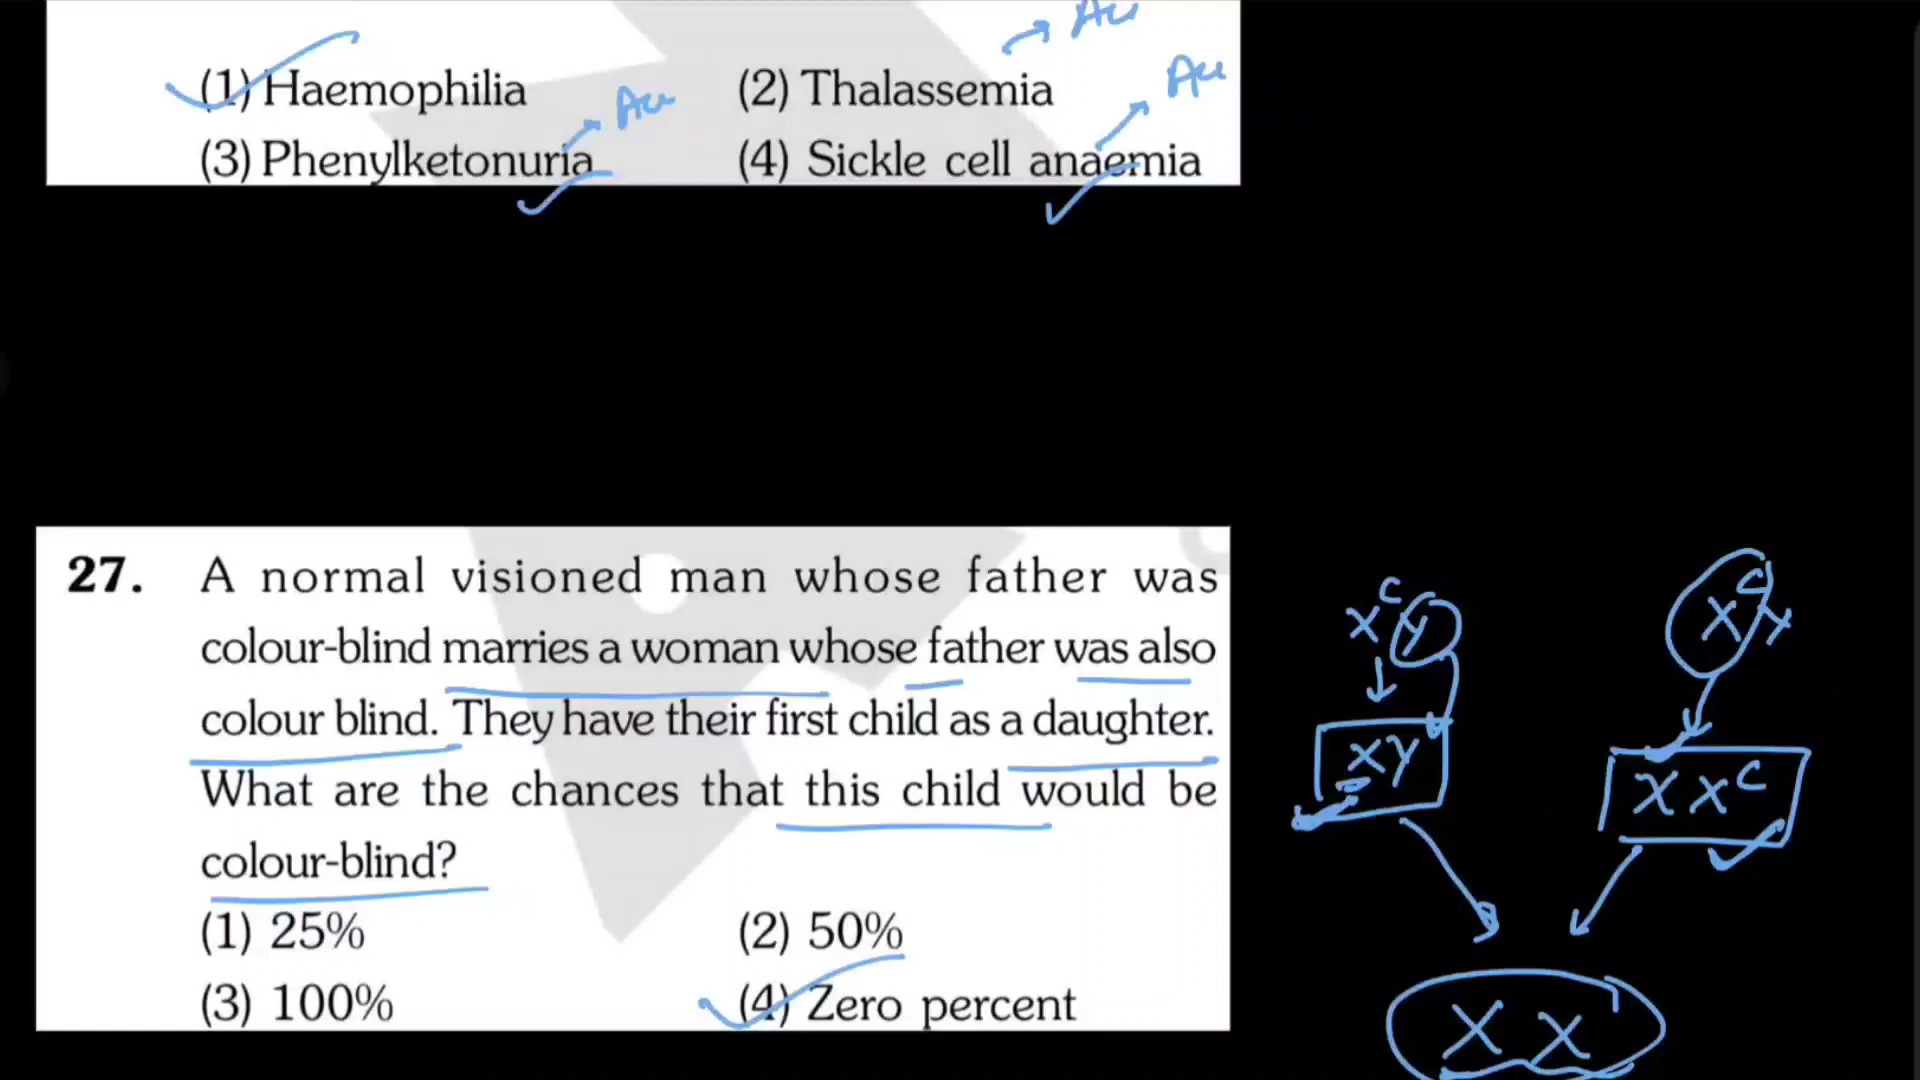 Au
Au
(1) Haemophilia Au (2) Thalassemia
(3) Phenylketonuria (4) Sickle cell anaemia
27. A normal visioned man whose father was
colour-blind marries a woman whose father was also
colour blind. They have their first child as a daughter.
What are the chances that this child would be
colour-blind?
(1) 25% (2) 50%
(3) 100% (4) Zero percent
X^c Y X^c Y
XY X X^c
X X